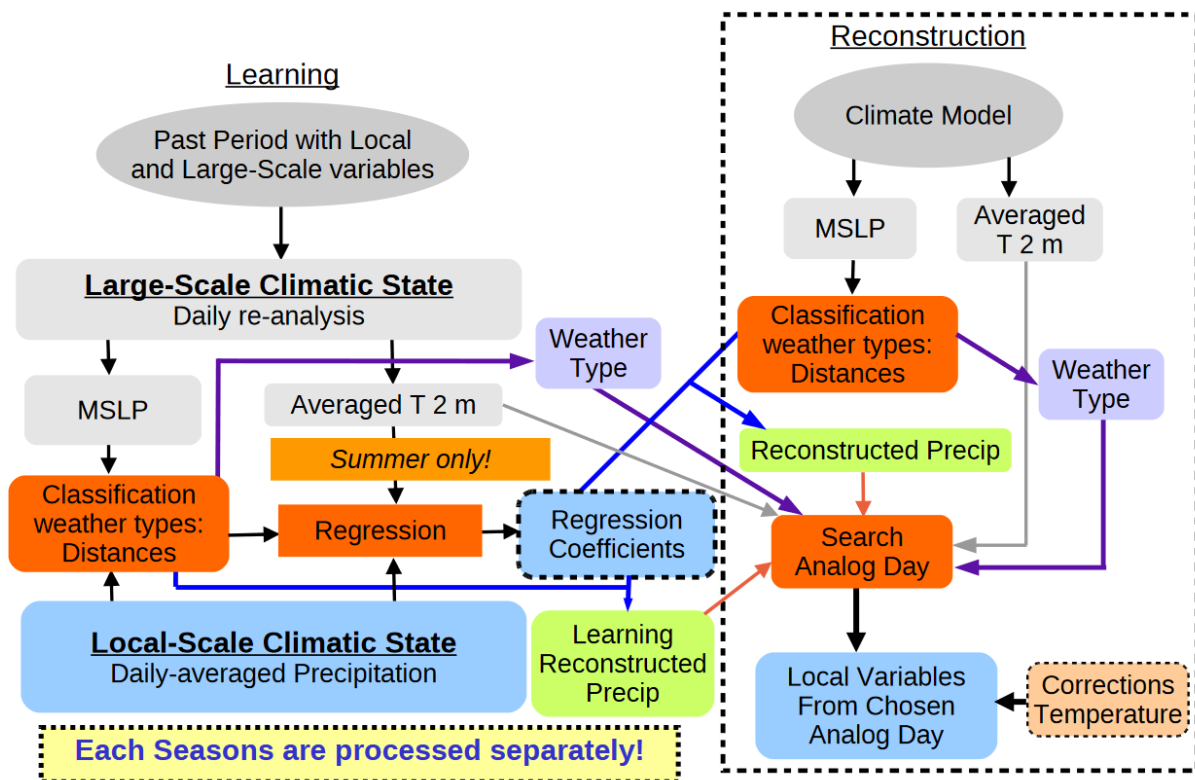 Learning
Past Period with Local
and Large-Scale variables
Large-Scale Climatic State
Daily re-analysis
MSLP
Averaged T 2 m
Weather
Type
Summer only!
Classification
weather types:
Distances
Regression
Regression
Coefficients
Local-Scale Climatic State
Daily-averaged Precipitation
Learning
Reconstructed
Precip
Each Seasons are processed separately!
Reconstruction
Climate Model
MSLP
Averaged
T 2 m
Classification
weather types:
Distances
Weather
Type
Reconstructed Precip
Search
Analog Day
Local Variables
From Chosen
Analog Day
Corrections
Temperature